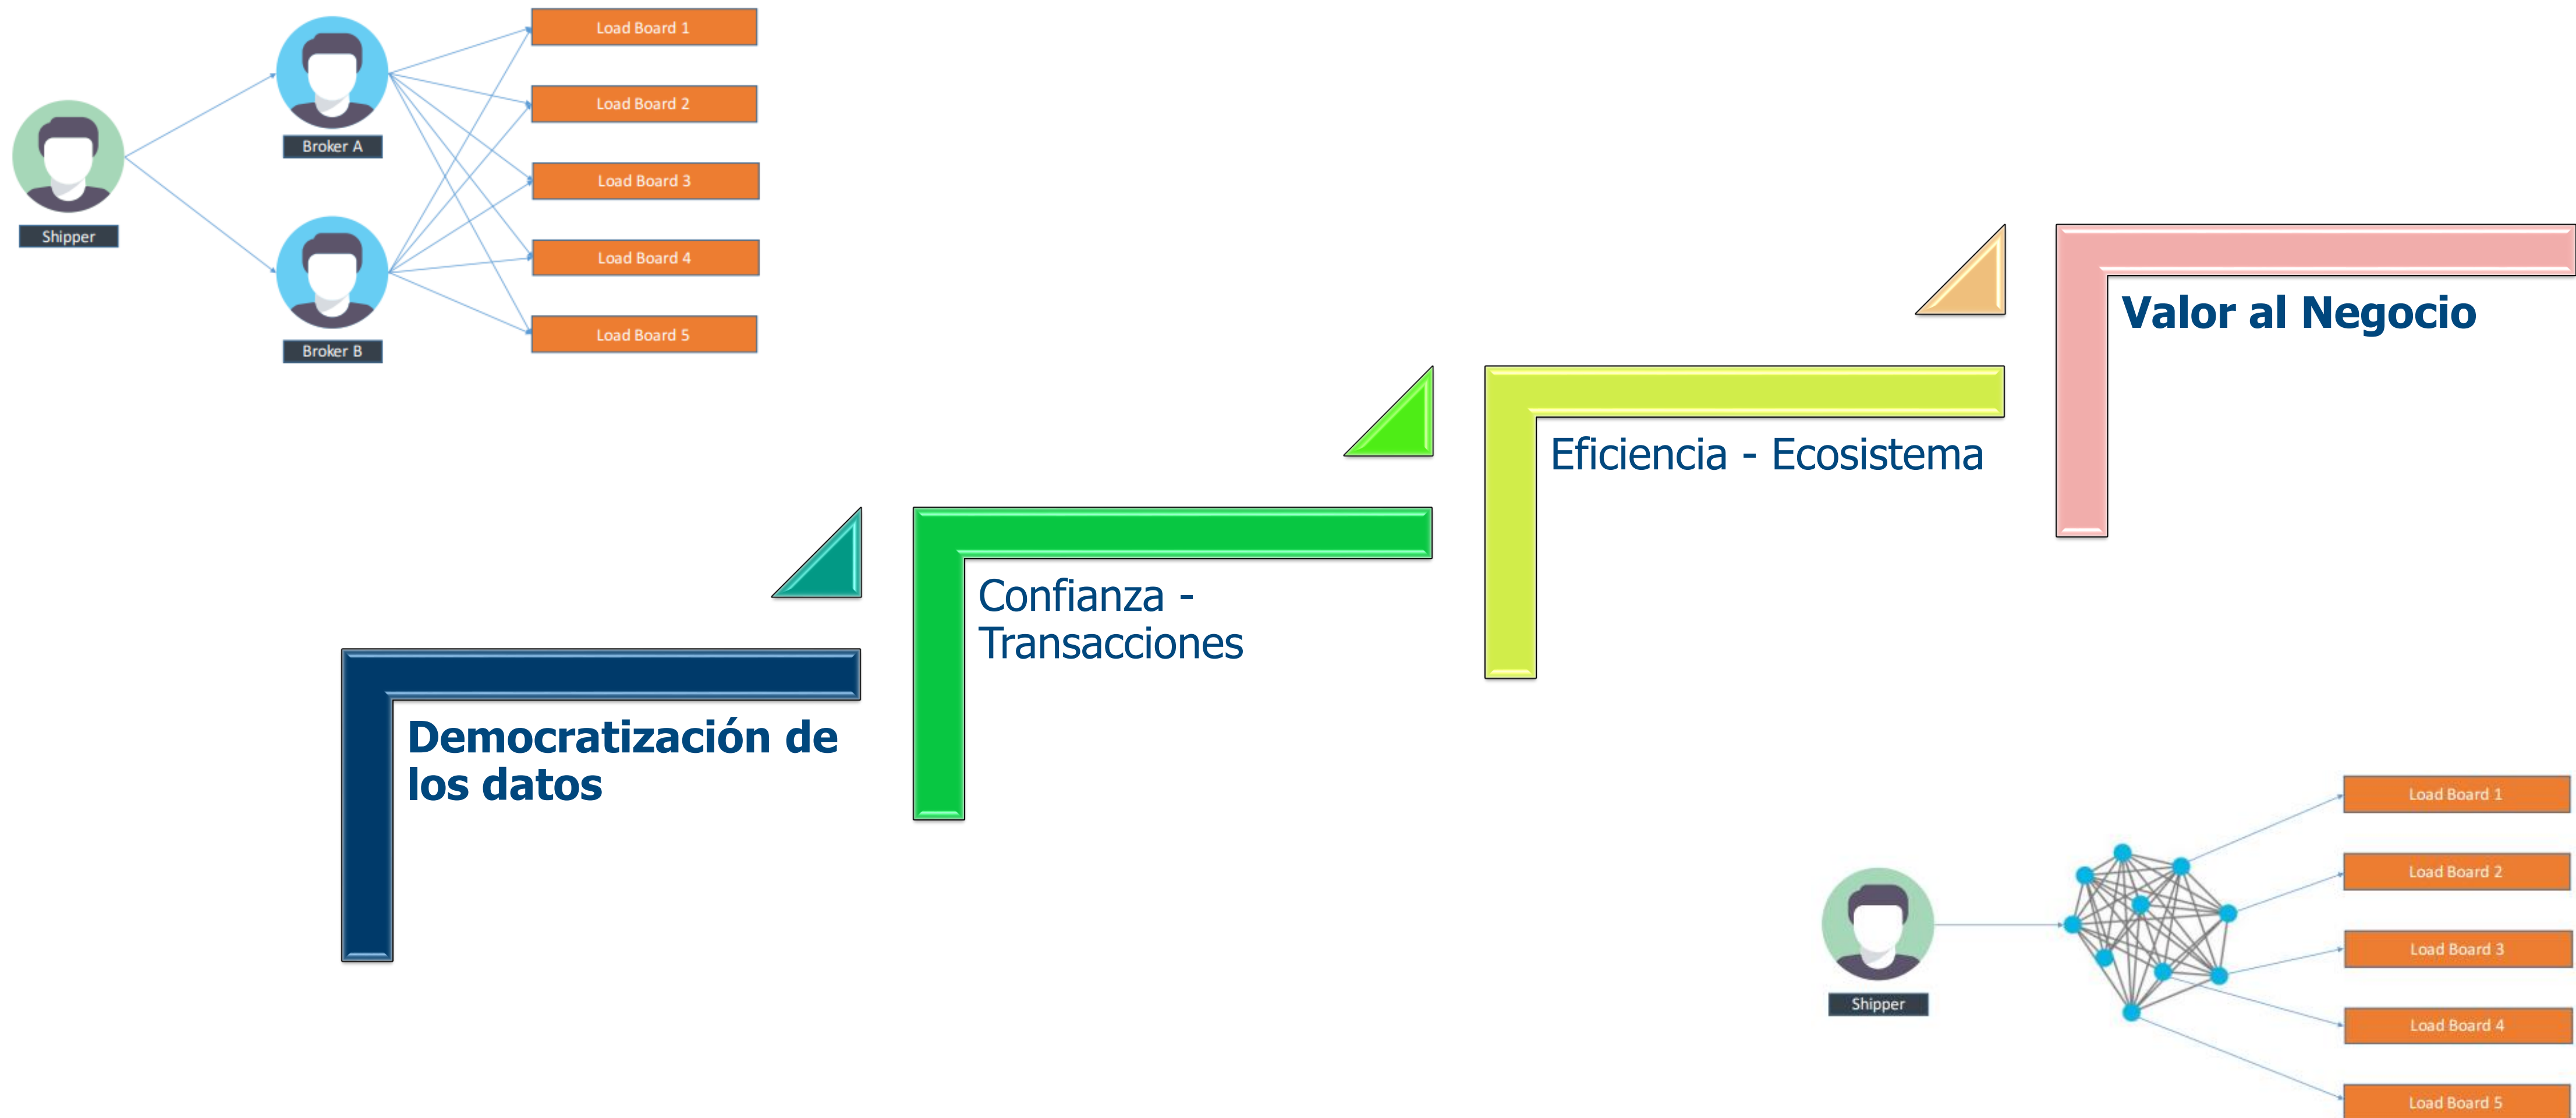 Load Board 1
Load Board 2
Broker A
Load Board 3
Shipper
Load Board 4
Load Board 5
Broker B
Valor al Negocio
Eficiencia - Ecosistema
Confianza -
Transacciones
Democratización de
los datos
Load Board 1
Load Board 2
Load Board 3
Shipper
Load Board 4
Load Board 5